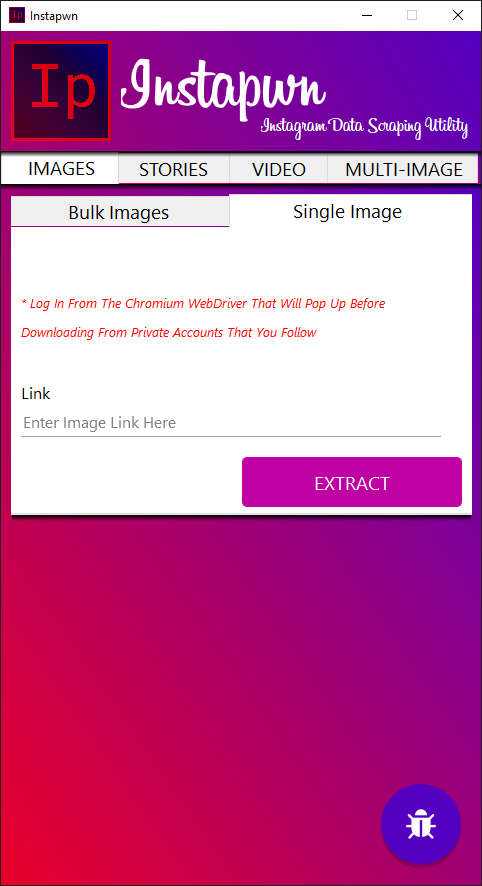 Instapwn
Ip
Instapwn
Instagram Data Scraping Utility
IMAGES STORIES VIDEO MULTI-IMAGE
Bulk Images Single Image
* Log In From The Chromium WebDriver That Will Pop Up Before
Downloading From Private Accounts That You Follow
Link
Enter Image Link Here
EXTRACT